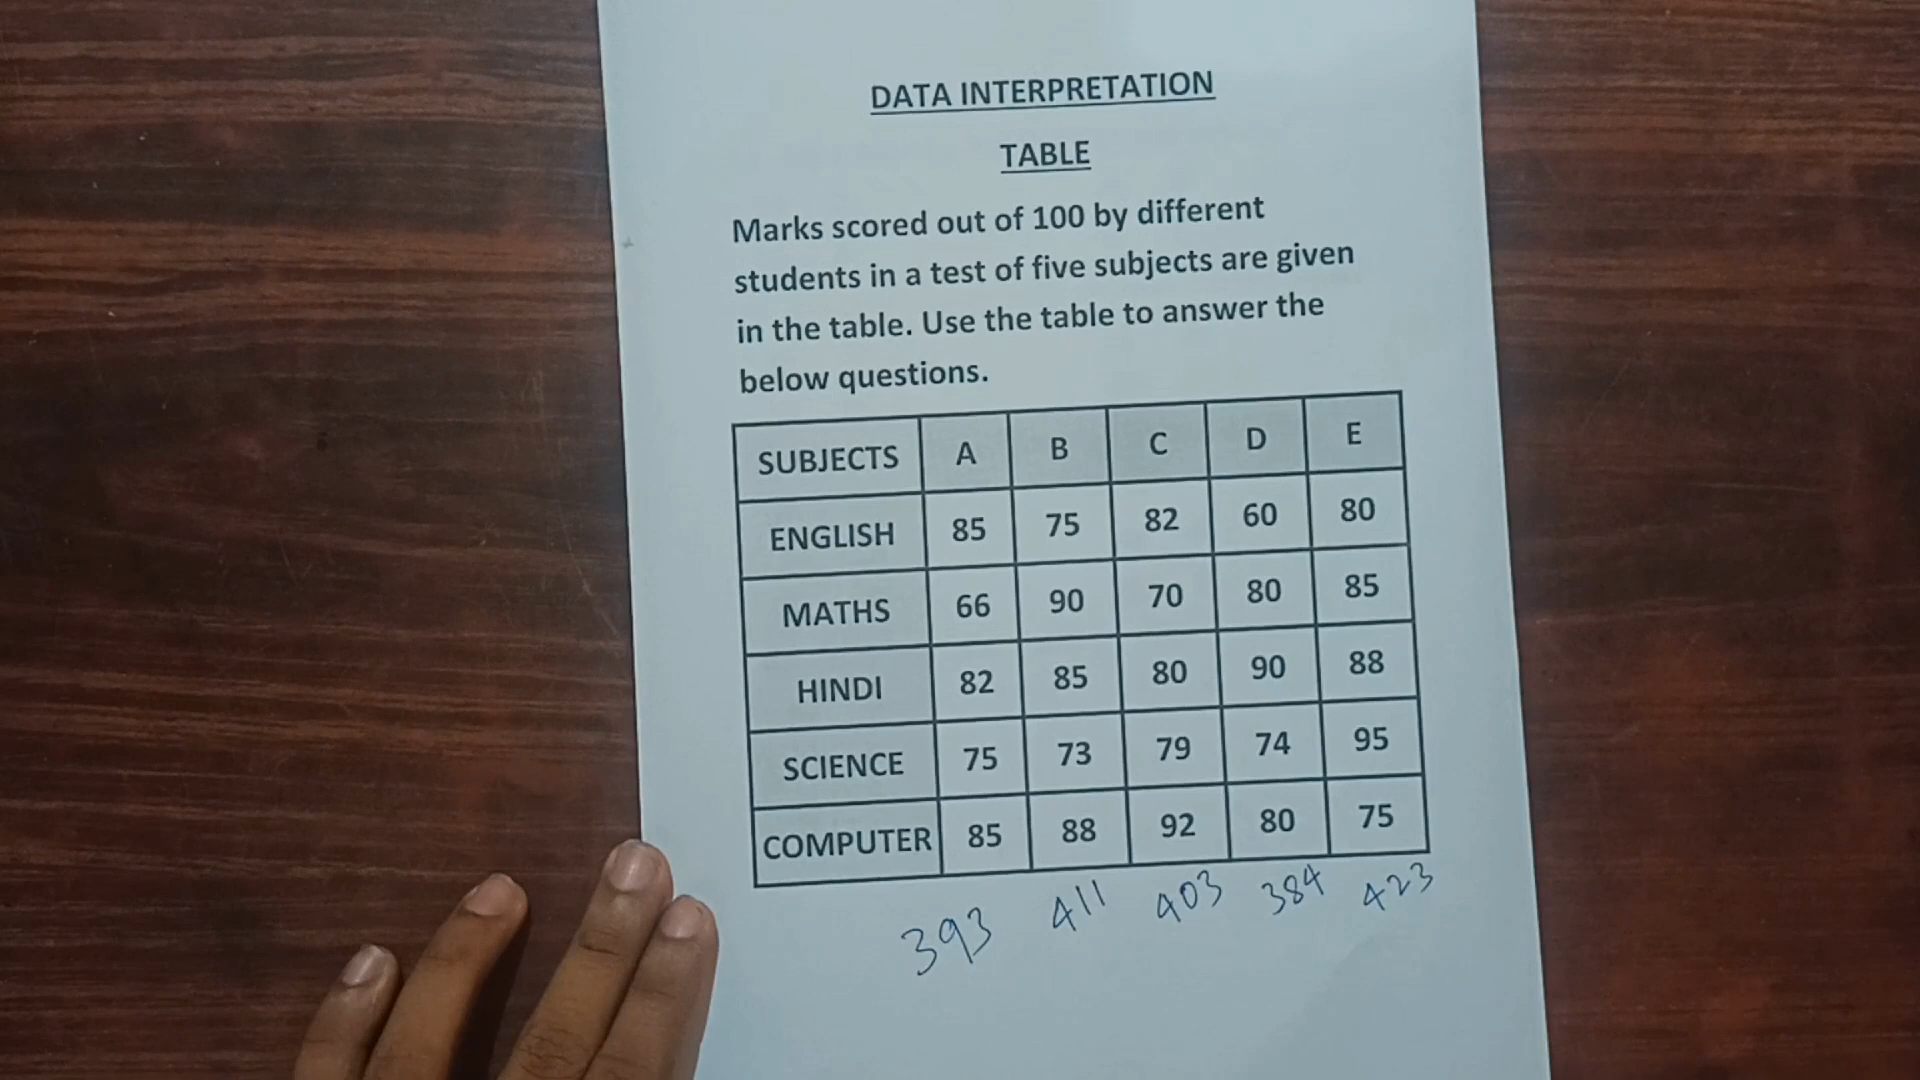 DATA INTERPRETATION
TABLE
Marks scored out of 100 by different
students in a test of five subjects are given
in the table. Use the table to answer the
below questions.
SUBJECTS A B C D E
ENGLISH 85 75 82 60 80
MATHS 66 90 70 80 85
HINDI 82 85 80 90 88
SCIENCE 75 73 79 74 95
COMPUTER 85 88 92 80 75
393 411 403 384 423